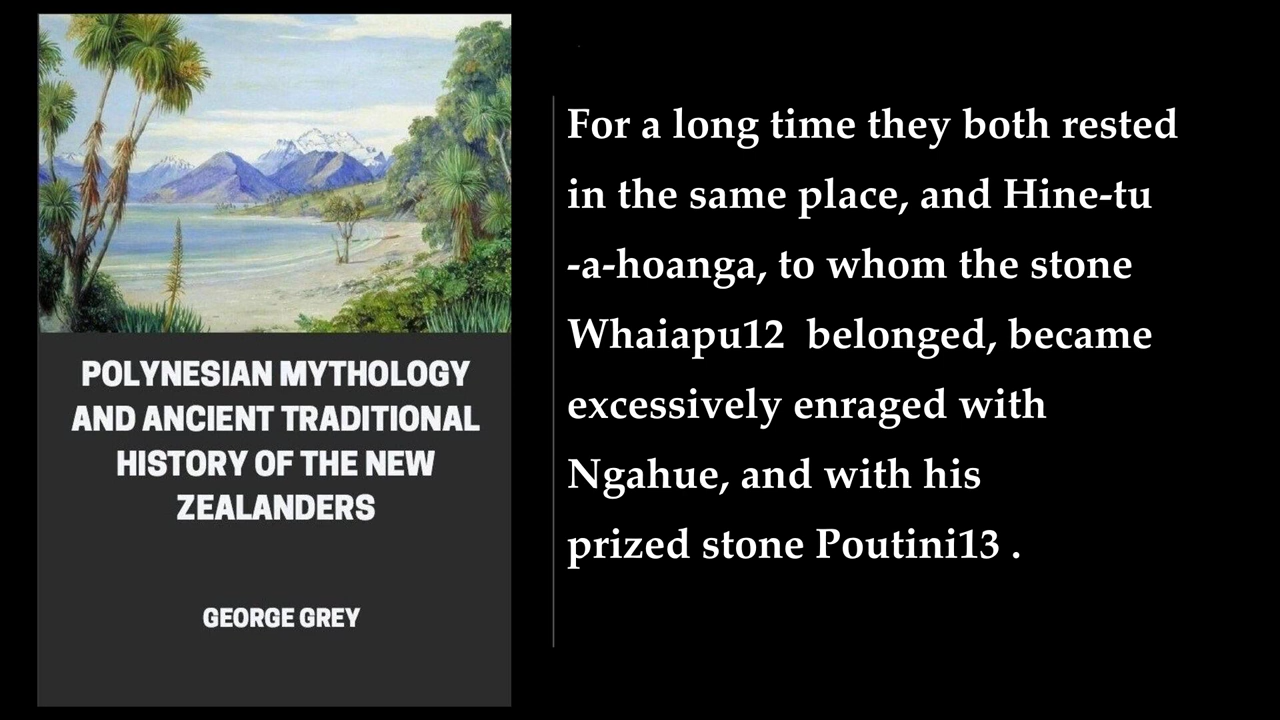 POLYNESIAN MYTHOLOGY
AND ANCIENT TRADITIONAL
HISTORY OF THE NEW
ZEALANDERS
GEORGE GREY
For a long time they both rested
in the same place, and Hine-tu
-a-hoanga, to whom the stone
Whaiapu12  belonged, became
excessively enraged with
Ngahue, and with his
prized stone Poutini13 .